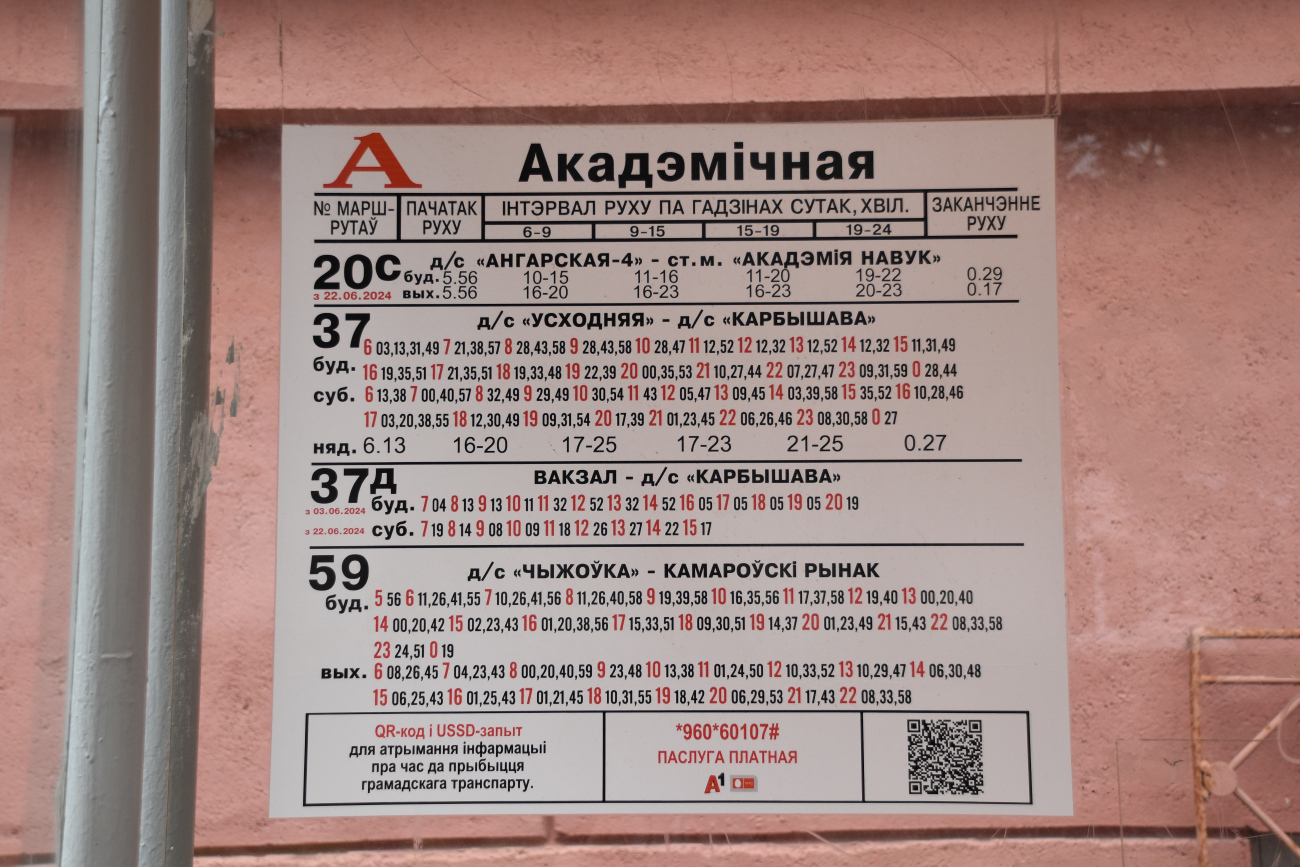 А Акадэмічная
№ МАРШ-РУТАЎ ПАЧАТАК РУХУ ІНТЭРВАЛ РУХУ ПА ГАДЗІНАХ СУТАК, ХВІЛ. ЗАКАНЧЭННЕ РУХУ
6-9 9-15 15-19 19-24
20С д/с «АНГАРСКАЯ-4» - ст.м. «АКАДЭМІЯ НАВУК»
буд. 5.56 10-15 11-16 11-20 19-22 0.29
з 22.06.2024 вых. 5.56 16-20 16-23 16-23 20-23 0.17
37 д/с «УСХОДНЯЯ» - д/с «КАРБЫШАВА»
6 03,13,31,49 7 21,38,57 8 28,43,58 9 28,43,58 10 28,47 11 12,52 12 12,32 13 12,52 14 12,32 15 11,31,49
буд. 16 19,35,51 17 21,35,51 18 19,33,48 19 22,39 20 00,35,53 21 10,27,44 22 07,27,47 23 09,31,59 0 28,44
суб. 6 13,38 7 00,40,57 8 32,49 9 29,49 10 30,54 11 43 12 05,47 13 09,45 14 03,39,58 15 35,52 16 10,28,46
17 03,20,38,55 18 12,30,49 19 09,31,54 20 17,39 21 01,23,45 22 06,26,46 23 08,30,58 0 27
няд. 6.13 16-20 17-25 17-23 21-25 0.27
37д ВАКЗАЛ - д/с «КАРБЫШАВА»
з 03.06.2024 буд. 7 04 8 13 9 13 10 11 11 32 12 52 13 32 14 52 16 05 17 05 18 05 19 05 20 19
з 22.06.2024 суб. 7 19 8 14 9 08 10 09 11 18 12 26 13 27 14 22 15 17
59 д/с «ЧЫЖОЎКА» - КАМАРОЎСКІ РЫНАК
буд. 5 56 6 11,26,41,55 7 10,26,41,56 8 11,26,40,58 9 19,39,58 10 16,35,56 11 17,37,58 12 19,40 13 00,20,40
14 00,20,42 15 02,23,43 16 01,20,38,56 17 15,33,51 18 09,30,51 19 14,37 20 01,23,49 21 15,43 22 08,33,58
23 24,51 0 19
вых. 6 08,26,45 7 04,23,43 8 00,20,40,59 9 23,48 10 13,38 11 01,24,50 12 10,33,52 13 10,29,47 14 06,30,48
15 06,25,43 16 01,25,43 17 01,21,45 18 10,31,55 19 18,42 20 06,29,53 21 17,43 22 08,33,58
QR-код і USSD-запыт
для атрымання інфармацыі
пра час да прыбыцця
грамадскага транспарту.
*960*60107#
ПАСЛУГА ПЛАТНАЯ
A1